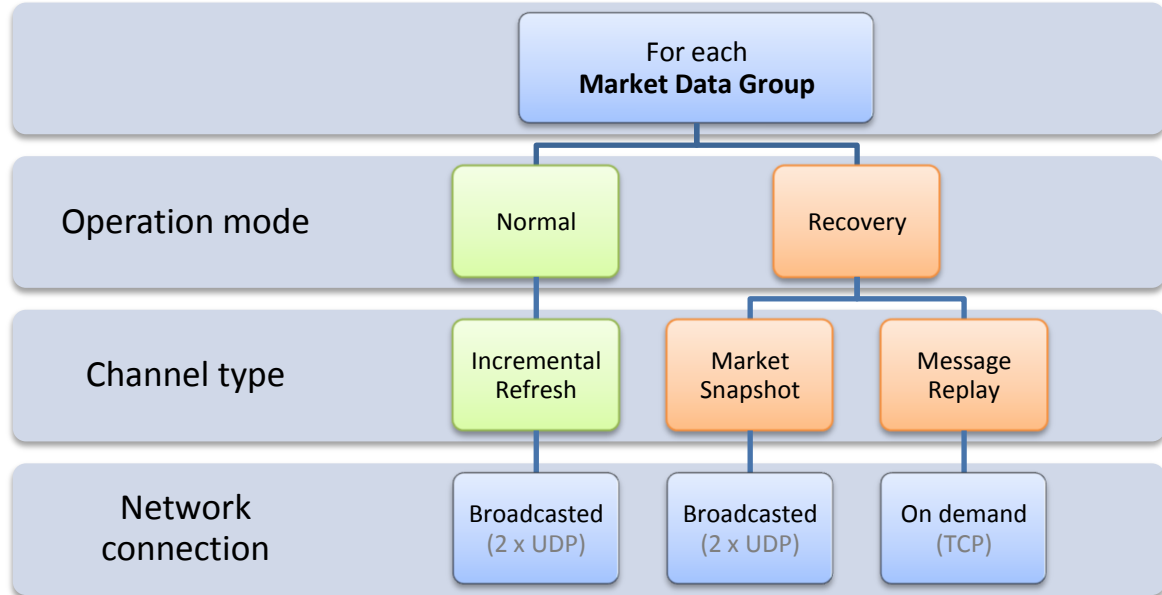 For each
Market Data Group
Operation mode
Normal
Recovery
Channel type
Incremental
Refresh
Market
Snapshot
Message
Replay
Network
connection
Broadcasted
(2 x UDP)
Broadcasted
(2 x UDP)
On demand
(TCP)